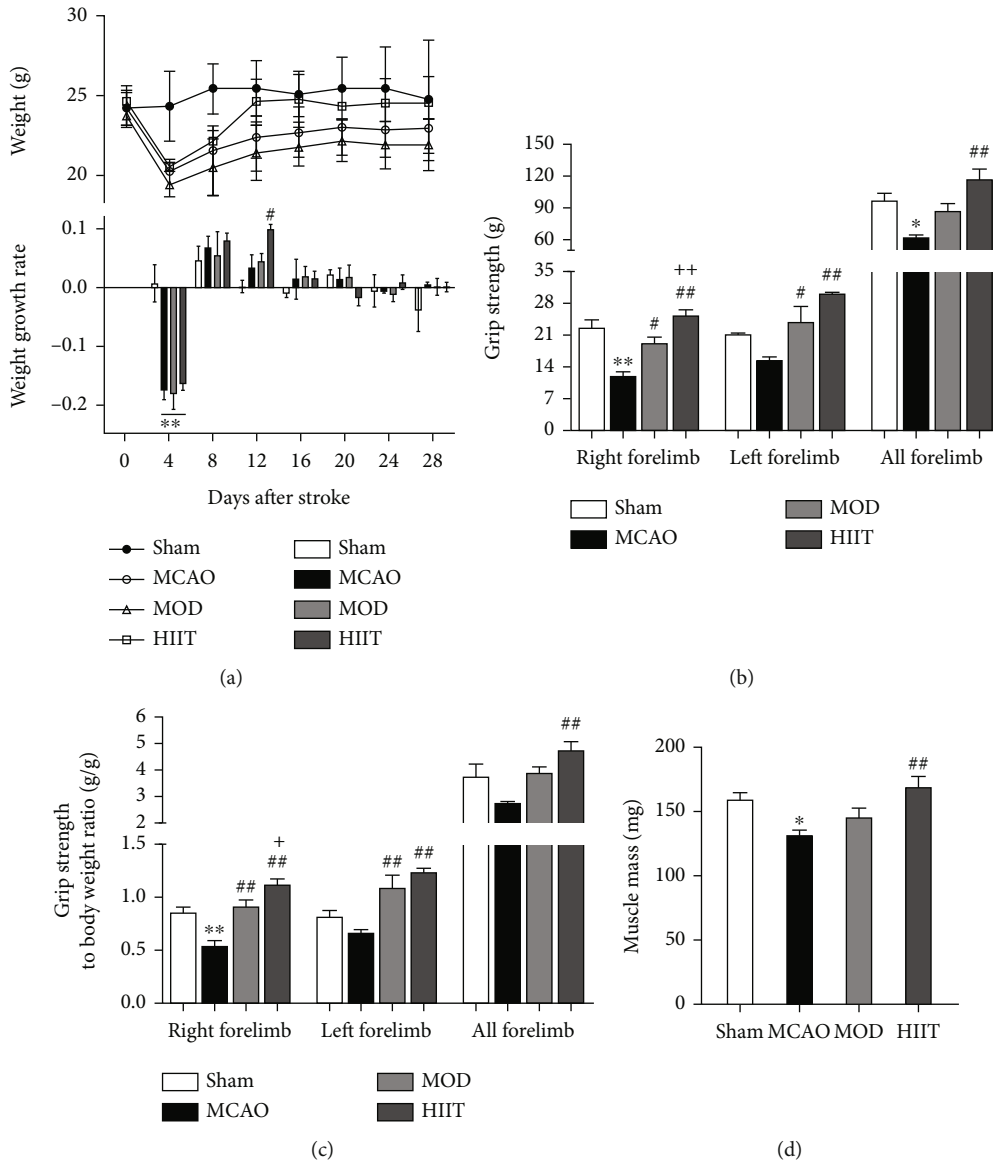 30
25
20
Weight (g)
0.1
0.0
−0.1
−0.2
Weight growth rate
#
**
0 4 8 12 16 20 24 28
Days after stroke
Sham Sham
MCAO MCAO
MOD MOD
HIIT HIIT
(a)
150
120
90
60
35
28
21
14
7
0
Grip strength (g)
**
#
++
##
#
##
*
##
Right forelimb Left forelimb All forelimb
Sham MOD
MCAO HIIT
(b)
6
5
4
3
2
1.5
1.0
0.5
0.0
Grip strength
to body weight ratio (g/g)
**
##
+
##
##
##
##
Right forelimb Left forelimb All forelimb
Sham MOD
MCAO HIIT
(c)
200
150
100
50
0
Muscle mass (mg)
*
##
Sham MCAO MOD HIIT
(d)